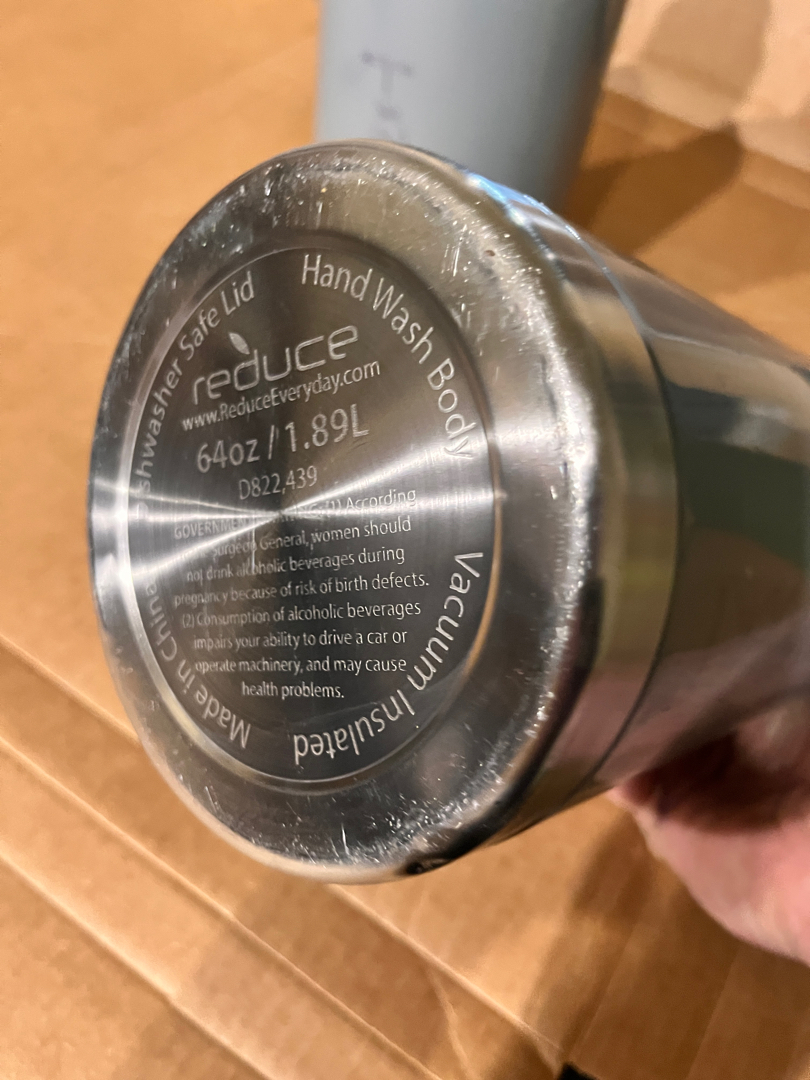 Dishwasher Safe Lid
Hand Wash Body
reduce
www.ReduceEveryday.com
64oz / 1.89L
D822,439
GOVERNMENT WARNING: (1) According
Surgeon General, women should
not drink alcoholic beverages during
pregnancy because of risk of birth defects.
(2) Consumption of alcoholic beverages
impairs your ability to drive a car or
operate machinery, and may cause
health problems.
Vacuum Insulated
Made in China